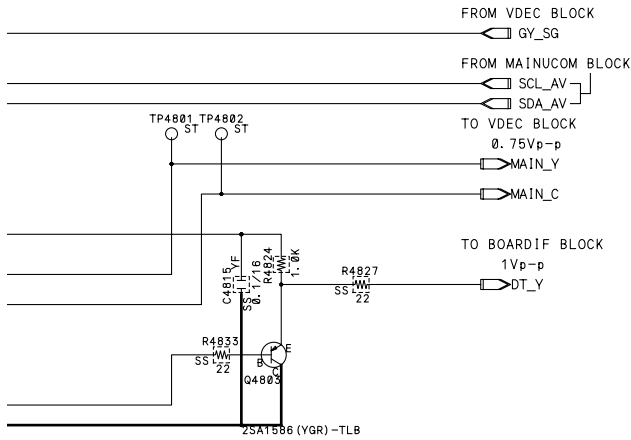 FROM VDEC BLOCK
GY_SG
FROM MAINUCOM BLOCK
SCL_AV
SDA_AV
TO VDEC BLOCK
TP4801 TP4802
ST ST
0.75Vp-p
MAIN_Y
MAIN_C
TO BOARDIF BLOCK
1Vp-p
DT_Y
C4815
SS
YF
0.1/16
R4824
1.0K
R4827
SS
22
R4833
SS
22
B
E
C
Q4803
2SA1586(YGR)-TLB